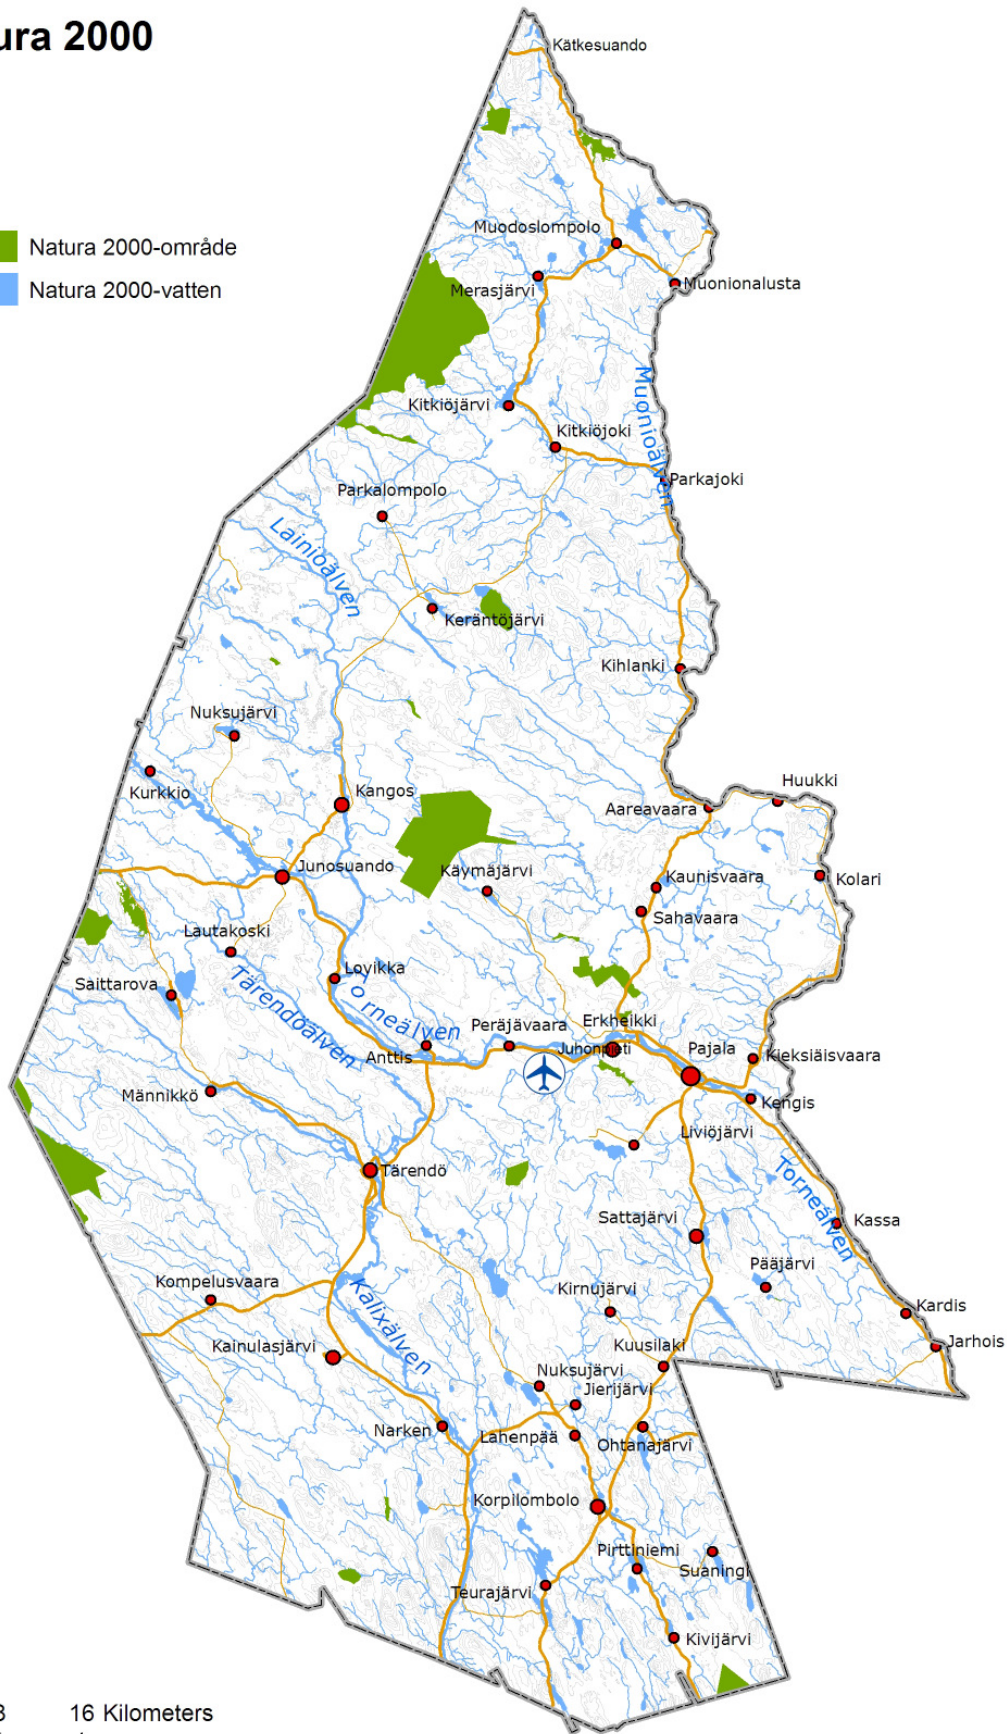 ura 2000
Kätkesuando
Muodoslompolo
Natura 2000-område
Merasjärvi
Muonionalusta
Natura 2000-vatten
Muonioälven
Kitkiöjärvi
Kitkiöjoki
Parkajoki
Parkalompolo
Lainioälven
Keräntöjärvi
Kihlanki
Nuksujärvi
Kurkkio
Kangos
Huukki
Aareavaara
Junosuando
Käymäjärvi
Kaunisvaara
Kolari
Sahavaara
Lautakoski
Lovikka
Saittarova
Tärendöälven
Torneälven
Peräjävaara
Erkheikki
Anttis
Juhonpieti
Pajala
Kieksiäisvaara
Männikkö
Kengis
Liviöjärvi
Tärendö
Torneälven
Sattajärvi
Kassa
Pääjärvi
Kompelusvaara
Kirnujärvi
Kalixälven
Kardis
Kainulasjärvi
Kuusilaki
Jarhois
Nuksujärvi
Jierijärvi
Narken
Lahenpää
Ohtanajärvi
Korpilombolo
Pirttiniemi
Suaningi
Teurajärvi
Kivijärvi
16 Kilometers